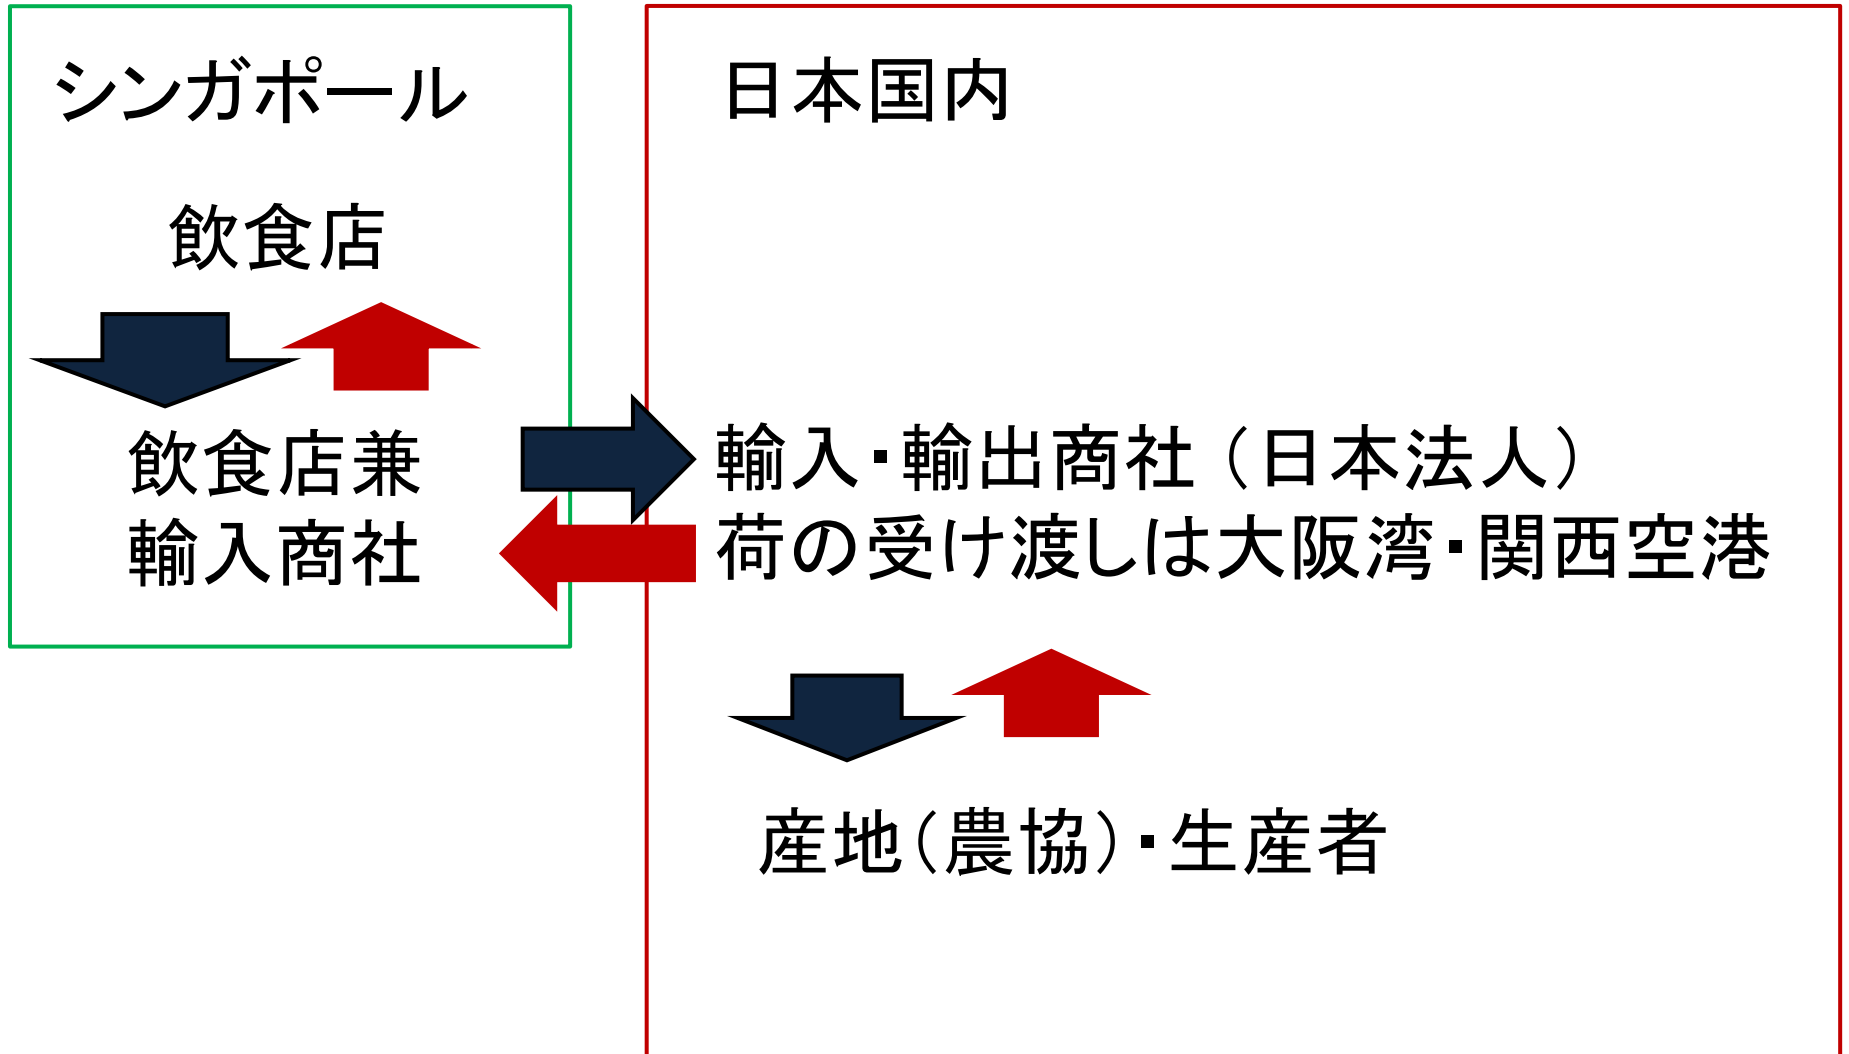 シンガポール
飲食店
飲食店兼
輸入商社
日本国内
輸入・輸出商社（日本法人）
荷の受け渡しは大阪湾・関西空港
産地（農協）・生産者